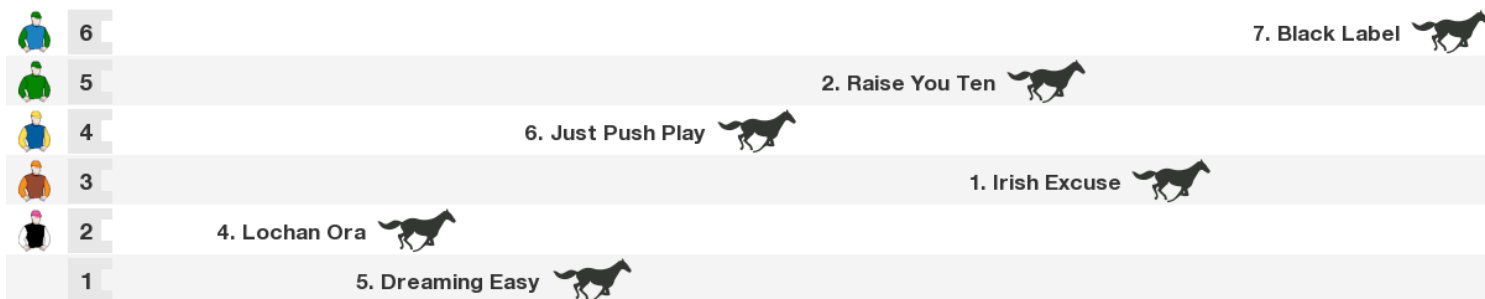 6 7. Black Label
5 2. Raise You Ten
4 6. Just Push Play
3 1. Irish Excuse
2 4. Lochan Ora
1 5. Dreaming Easy